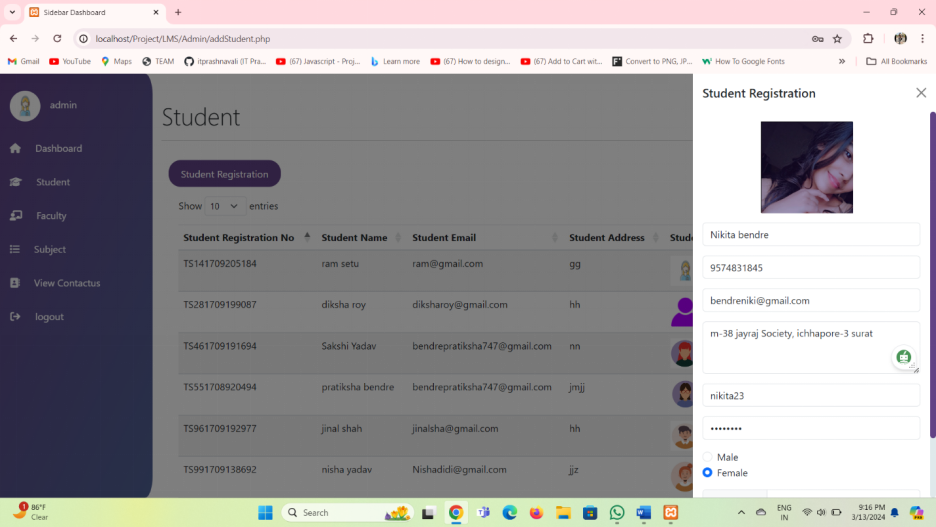 Sidebar Dashboard
localhost/Project/LMS/Admin/addStudent.php
Gmail YouTube Maps TEAM itprashnavali (IT Pra... (67) Javascript - Proj... Learn more (67) How to design... (67) Add to Cart wit... Convert to PNG, JP... How To Google Fonts » All Bookmarks
admin
Dashboard
Student
Faculty
Subject
View Contactus
logout
Student
Student Registration
Show 10 entries
Student Registration No Student Name Student Email Student Address Stude
TS141709205184 ram setu ram@gmail.com gg
TS281709199087 diksha roy diksharoy@gmail.com hh
TS461709191694 Sakshi Yadav bendrepratiksha747@gmail.com nn
TS551708920494 pratiksha bendre bendrepratiksha747@gmail.com jmjj
TS961709192977 jinal shah jinalsha@gmail.com hh
TS991709138692 nisha yadav Nishadidi@gmail.com jjz
Student Registration
Nikita bendre
9574831845
bendreniki@gmail.com
m-38 jayraj Society, ichhapore-3 surat
nikita23
••••••••
Male
Female
1 86°F
Clear
Search
ENG
IN
9:16 PM
3/13/2024